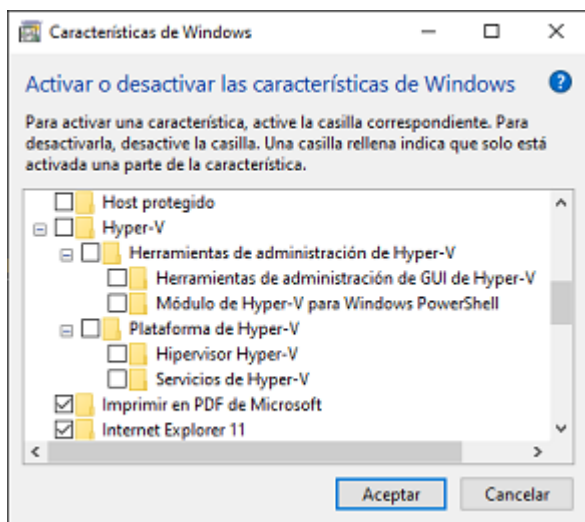 Características de Windows
Activar o desactivar las características de Windows
Para activar una característica, active la casilla correspondiente. Para
desactivarla, desactive la casilla. Una casilla rellena indica que solo está
activada una parte de la característica.
Host protegido
Hyper-V
Herramientas de administración de Hyper-V
Herramientas de administración de GUI de Hyper-V
Módulo de Hyper-V para Windows PowerShell
Plataforma de Hyper-V
Hipervisor Hyper-V
Servicios de Hyper-V
Imprimir en PDF de Microsoft
Internet Explorer 11
Aceptar
Cancelar